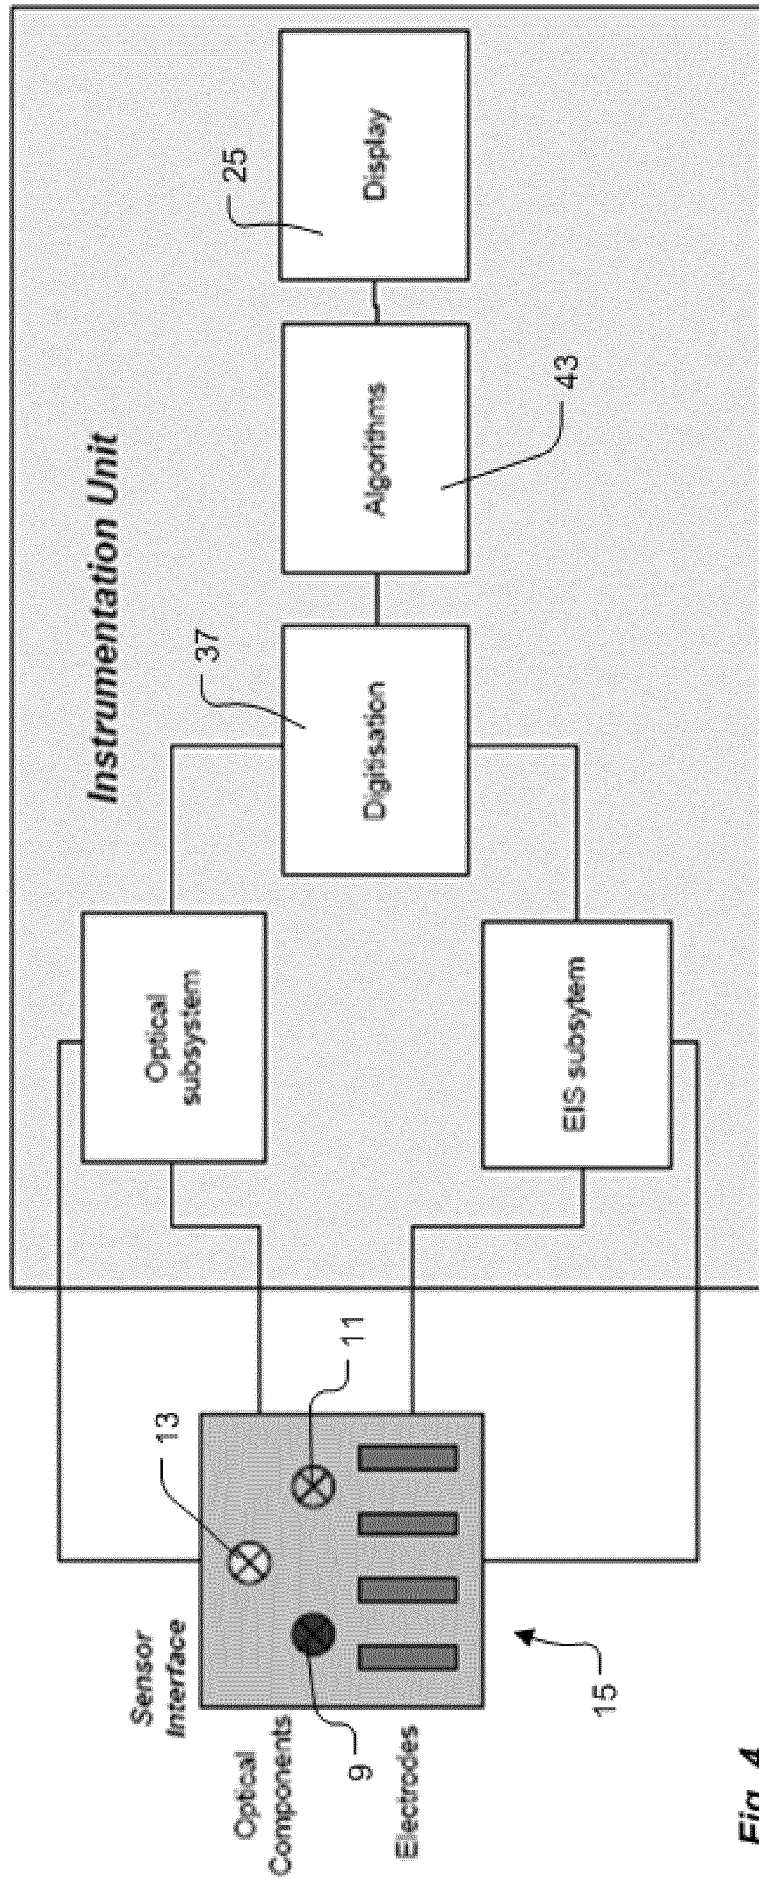 Instrumentation Unit
Sensor
Interface
Optical
Components
Electrodes
9
13
11
15
Optical
subsystem
EIS subsytem
Digitisation
37
Algorithms
43
Display
25
Fig. 4